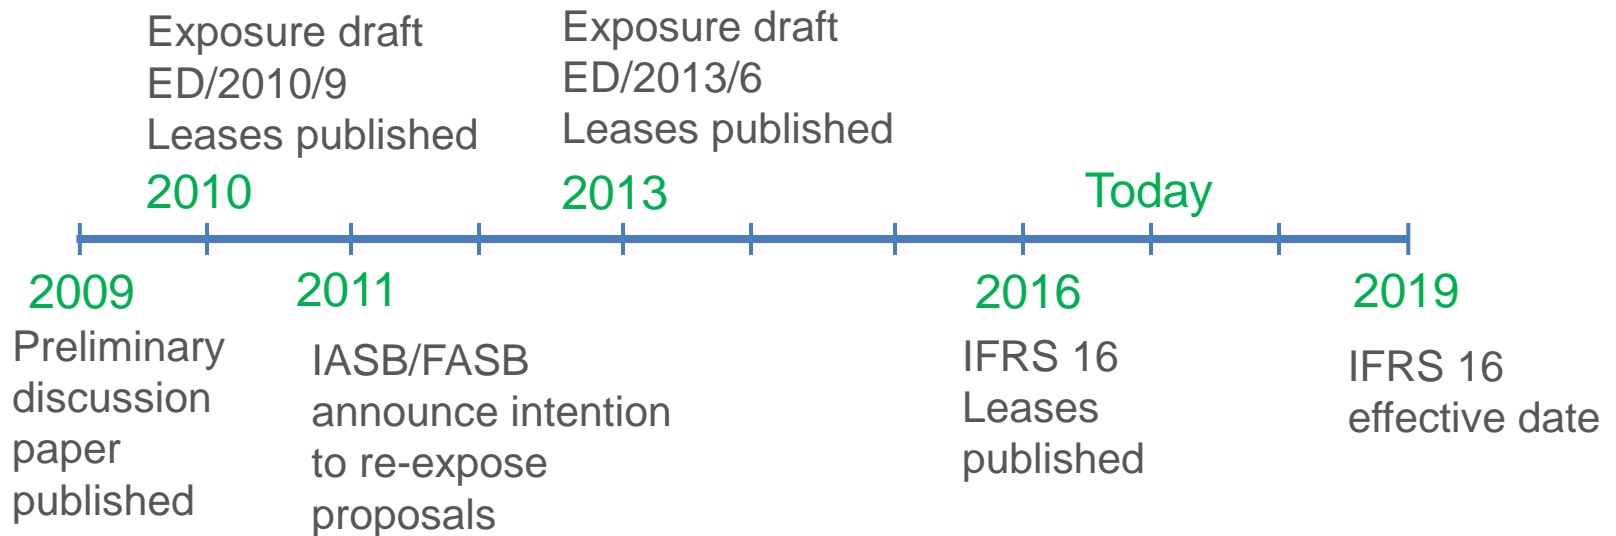 Exposure draft
ED/2010/9
Leases published
2010
Exposure draft
ED/2013/6
Leases published
2013
Today
2009
Preliminary
discussion
paper
published
2011
IASB/FASB
announce intention
to re-expose
proposals
2016
IFRS 16
Leases
published
2019
IFRS 16
effective date